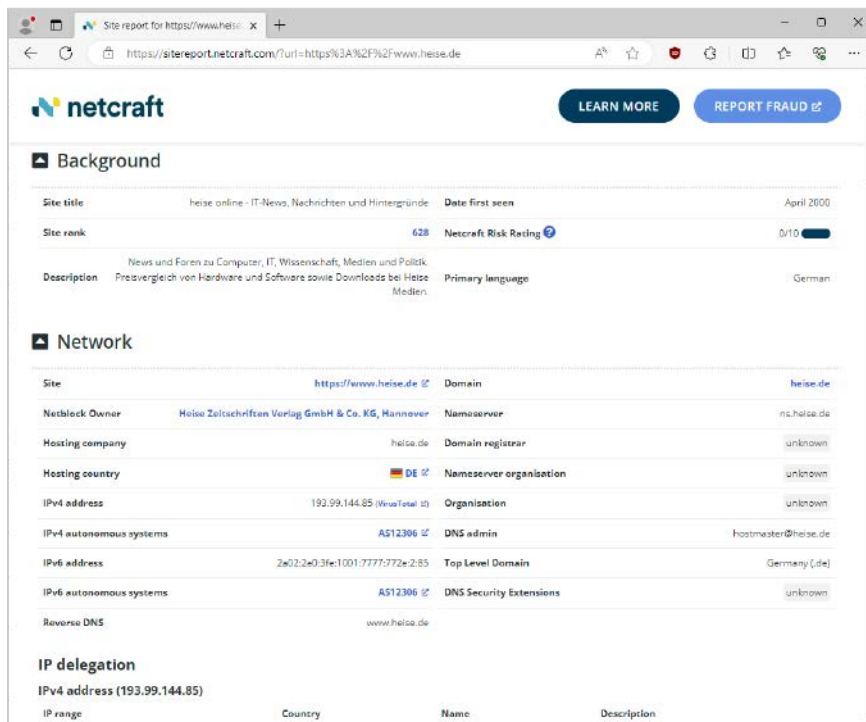 Site report for https://www.heise
https://sitereport.netcraft.com/?url=https%3A%2F%2Fwww.heise.de
netcraft
LEARN MORE
REPORT FRAUD
Background
Site title heise online - IT-News, Nachrichten und Hintergründe Date first seen April 2000
Site rank 628 Netcraft Risk Rating ? 0/10
News und Foren zu Computer, IT, Wissenschaft, Medien und Politik.
Description Preisvergleich von Hardware und Software sowie Downloads bei Heise Primary language German
Medien.
Network
Site https://www.heise.de Domain heise.de
Netblock Owner Heise Zeitschriften Verlag GmbH & Co. KG, Hannover Nameserver ns.heise.de
Hosting company heise.de Domain registrar unknown
Hosting country DE Nameserver organisation unknown
IPv4 address 193.99.144.85 (VirusTotal) Organisation unknown
IPv4 autonomous systems AS12306 DNS admin hostmaster@heise.de
IPv6 address 2a02:2e0:3fe:1001:7777:772e:2:85 Top Level Domain Germany (.de)
IPv6 autonomous systems AS12306 DNS Security Extensions unknown
Reverse DNS www.heise.de
IP delegation
IPv4 address (193.99.144.85)
IP range Country Name Description